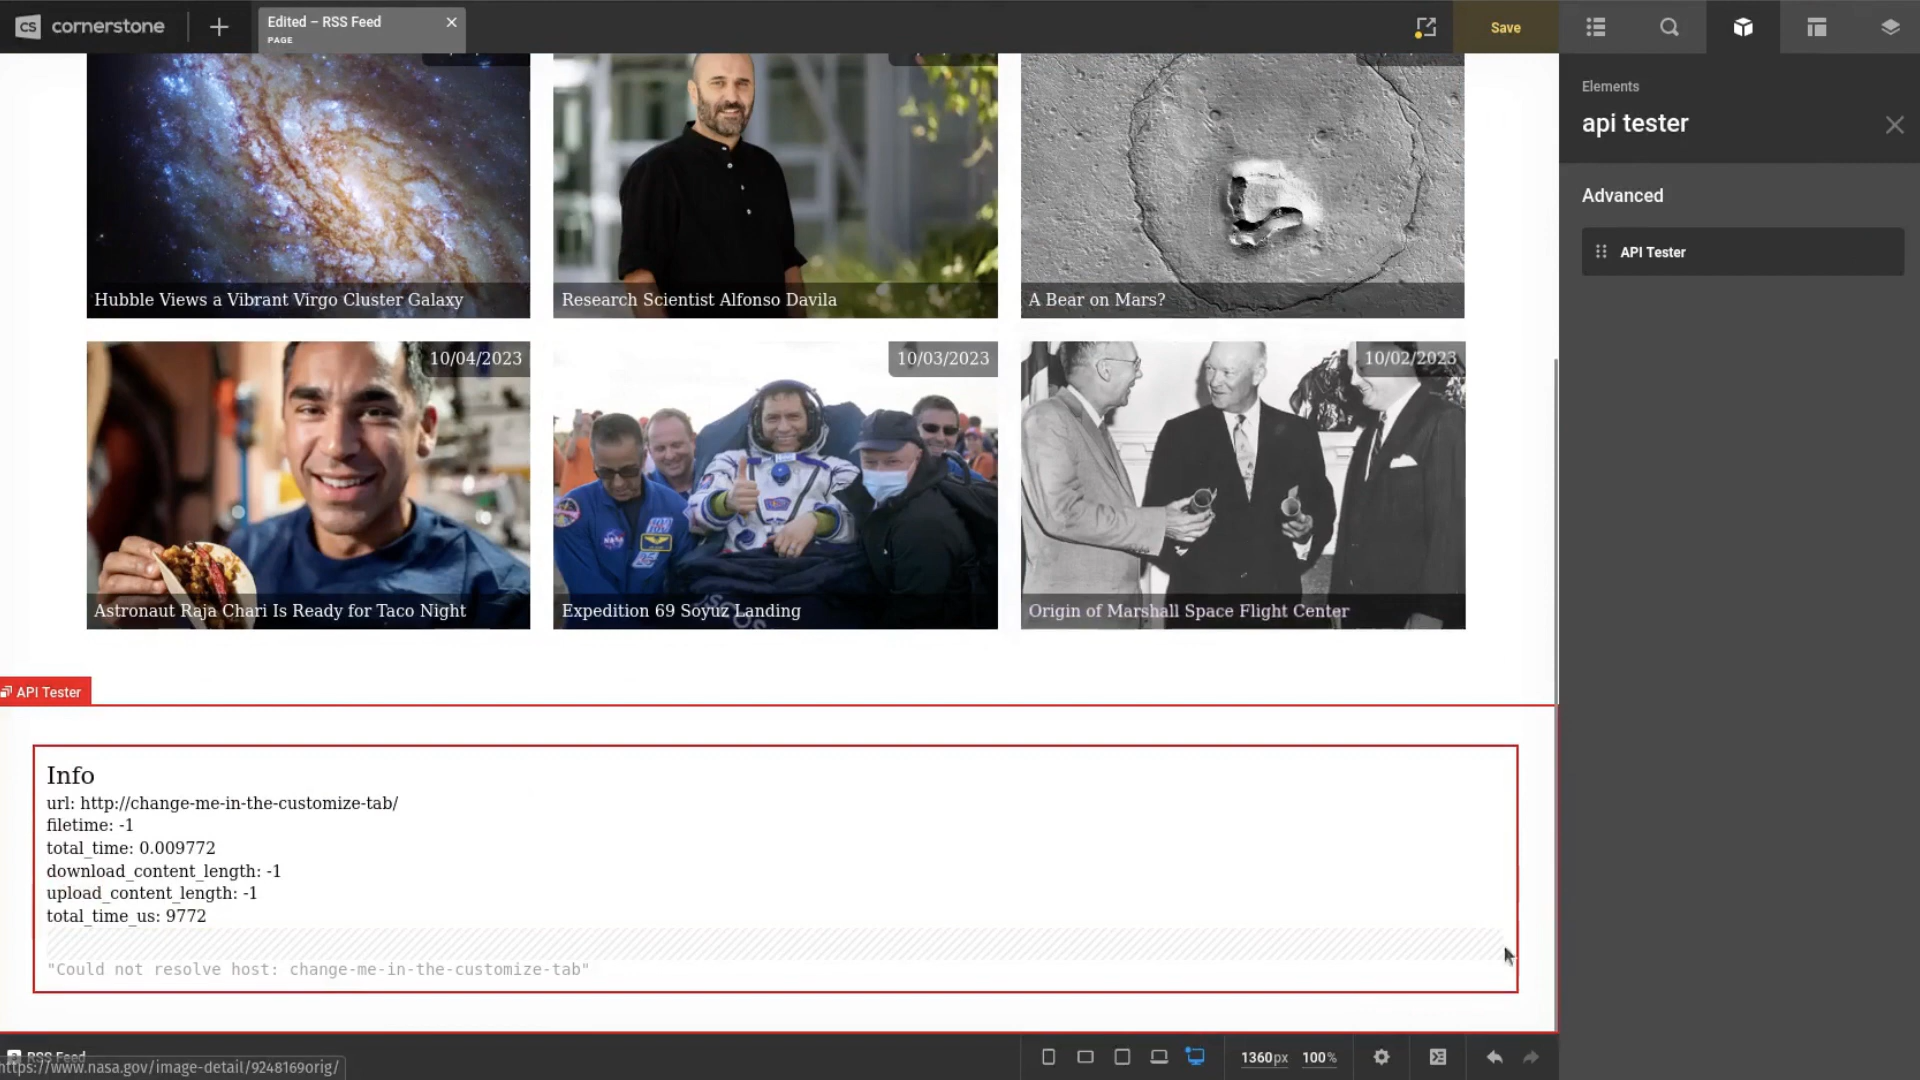 cs cornerstone
Edited – RSS Feed
PAGE
Save
Elements
api tester
Advanced
API Tester
Hubble Views a Vibrant Virgo Cluster Galaxy
Research Scientist Alfonso Davila
A Bear on Mars?
10/04/2023
10/03/2023
10/02/2023
Astronaut Raja Chari Is Ready for Taco Night
Expedition 69 Soyuz Landing
Origin of Marshall Space Flight Center
API Tester
Info
url: http://change-me-in-the-customize-tab/
filetime: -1
total_time: 0.009772
download_content_length: -1
upload_content_length: -1
total_time_us: 9772
"Could not resolve host: change-me-in-the-customize-tab"
RSS Feed
https://www.nasa.gov/image-detail/9248169orig/
1360px 100%